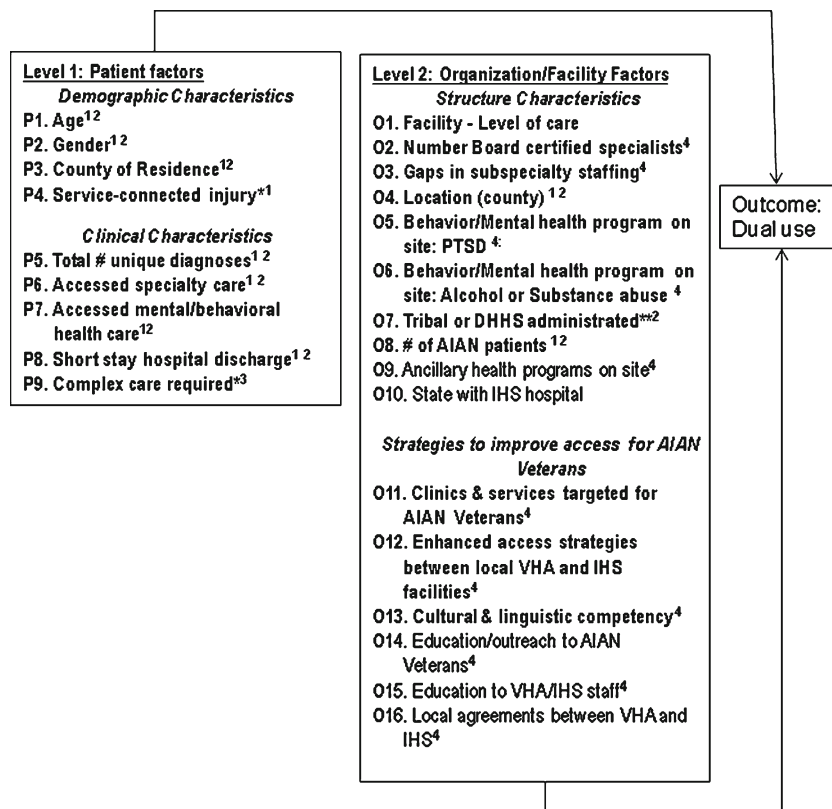 Level 1: Patient factors
Demographic Characteristics
P1. Age¹ ²
P2. Gender¹ ²
P3. County of Residence¹²
P4. Service-connected injury*¹
Clinical Characteristics
P5. Total # unique diagnoses¹ ²
P6. Accessed specialty care¹ ²
P7. Accessed mental/behavioral
health care¹²
P8. Short stay hospital discharge¹ ²
P9. Complex care required*³
Level 2: Organization/Facility Factors
Structure Characteristics
O1. Facility - Level of care
O2. Number Board certified specialists⁴
O3. Gaps in subspecialty staffing⁴
O4. Location (county) ¹ ²
O5. Behavior/Mental health program on
site: PTSD ⁴:
O6. Behavior/Mental health program on
site: Alcohol or Substance abuse ⁴
O7. Tribal or DHHS administrated**²
O8. # of AIAN patients ¹ ²
O9. Ancillary health programs on site⁴
O10. State with IHS hospital
Strategies to improve access for AIAN
Veterans
O11. Clinics & services targeted for
AIAN Veterans⁴
O12. Enhanced access strategies
between local VHA and IHS
facilities⁴
O13. Cultural & linguistic competency⁴
O14. Education/outreach to AIAN
Veterans⁴
O15. Education to VHA/IHS staff⁴
O16. Local agreements between VHA and
IHS⁴
Outcome:
Dual use